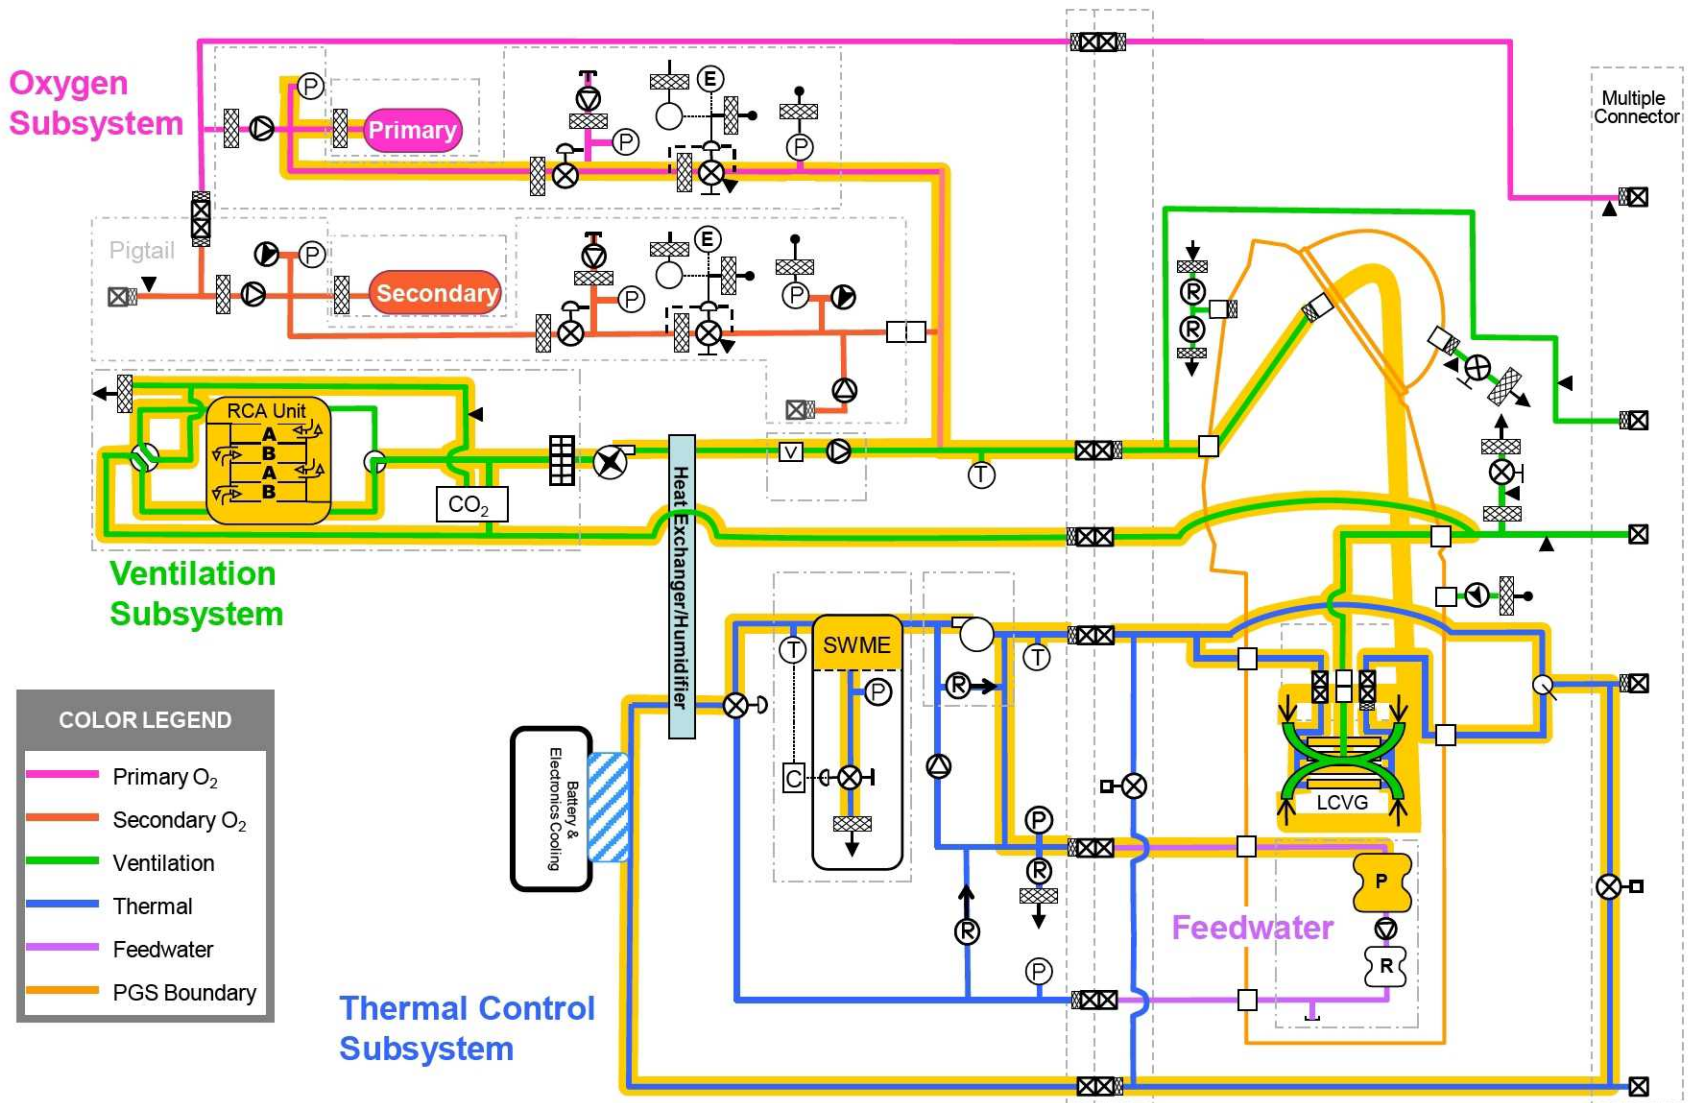 Oxygen
Subsystem
Multiple
Connector
P
Primary
E
P
P
Pigtail
P
Secondary
E
P
P
R
R
RCA Unit
A
B
A
B
CO2
V
T
Heat Exchanger/Humidifier
Ventilation
Subsystem
T
SWME
P
C
T
R
LCVG
COLOR LEGEND
Primary O2
Secondary O2
Ventilation
Thermal
Feedwater
PGS Boundary
Battery &
Electronics Cooling
P
R
R
P
P
R
Feedwater
Thermal Control
Subsystem